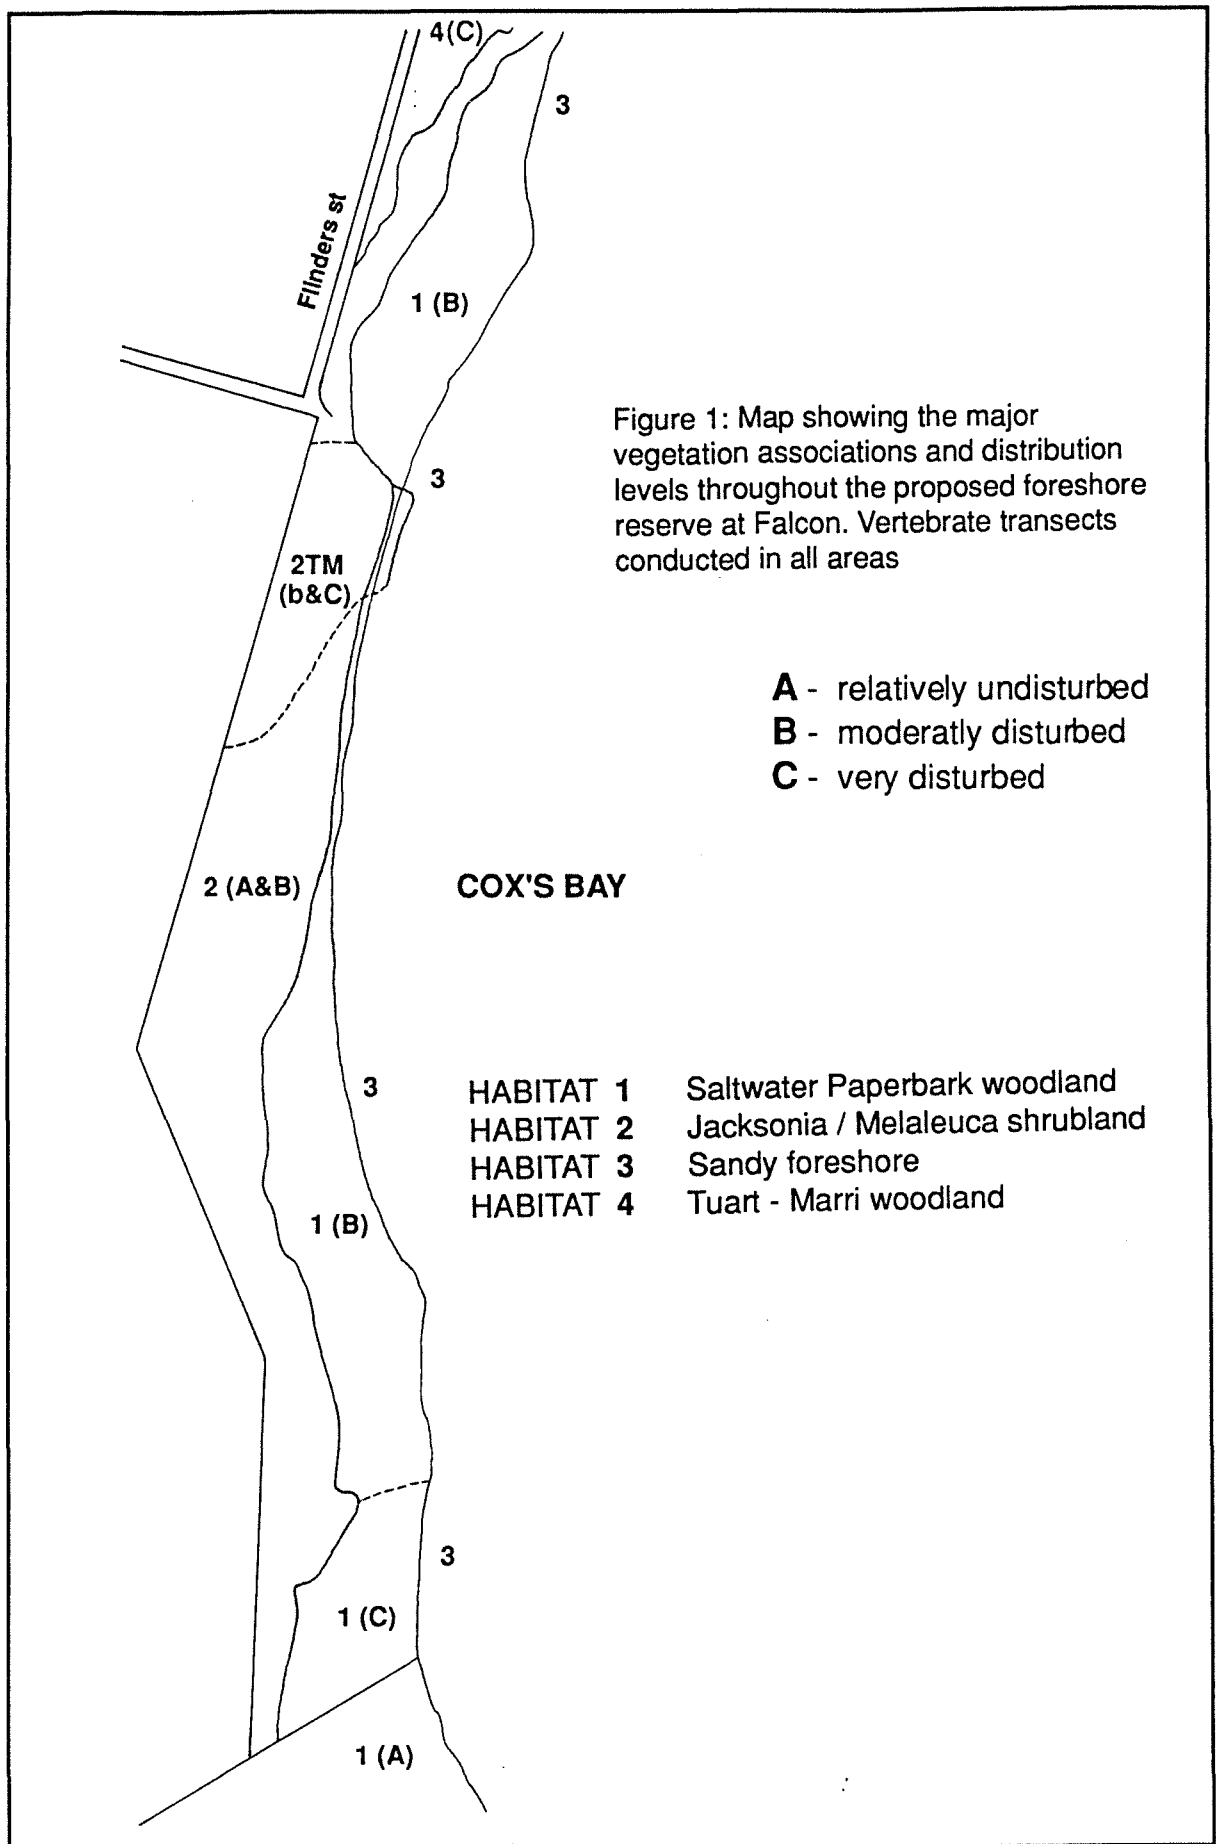 4(C)
3
Flinders st
1 (B)
Figure 1: Map showing the major
vegetation associations and distribution
levels throughout the proposed foreshore
reserve at Falcon. Vertebrate transects
conducted in all areas
3
2TM
(b&C)
A - relatively undisturbed
B - moderatly disturbed
C - very disturbed
2 (A&B)
COX'S BAY
3
HABITAT 1 Saltwater Paperbark woodland
HABITAT 2 Jacksonia / Melaleuca shrubland
HABITAT 3 Sandy foreshore
HABITAT 4 Tuart - Marri woodland
1 (B)
3
1 (C)
1 (A)